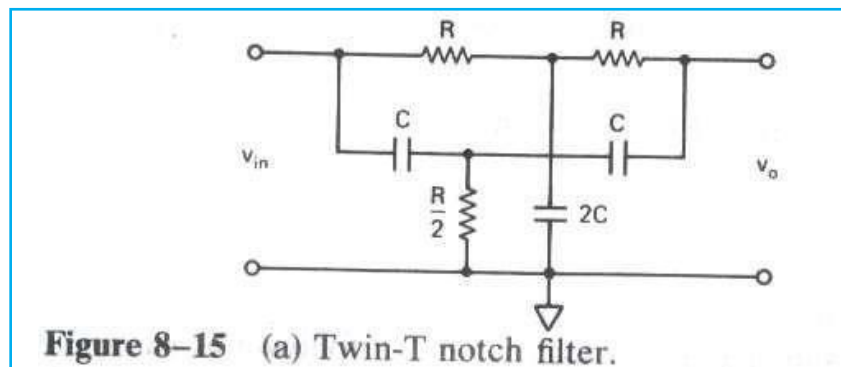 R R
C C
v_in v_o
R
2
2C
Figure 8–15 (a) Twin-T notch filter.